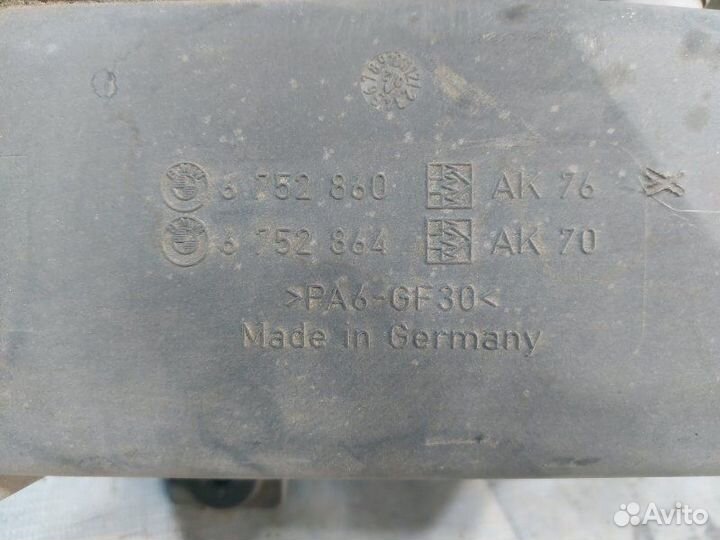 6 752 860 AK 76
6 752 864 AK 70
>PA6-GF30<
Made in Germany
Avito